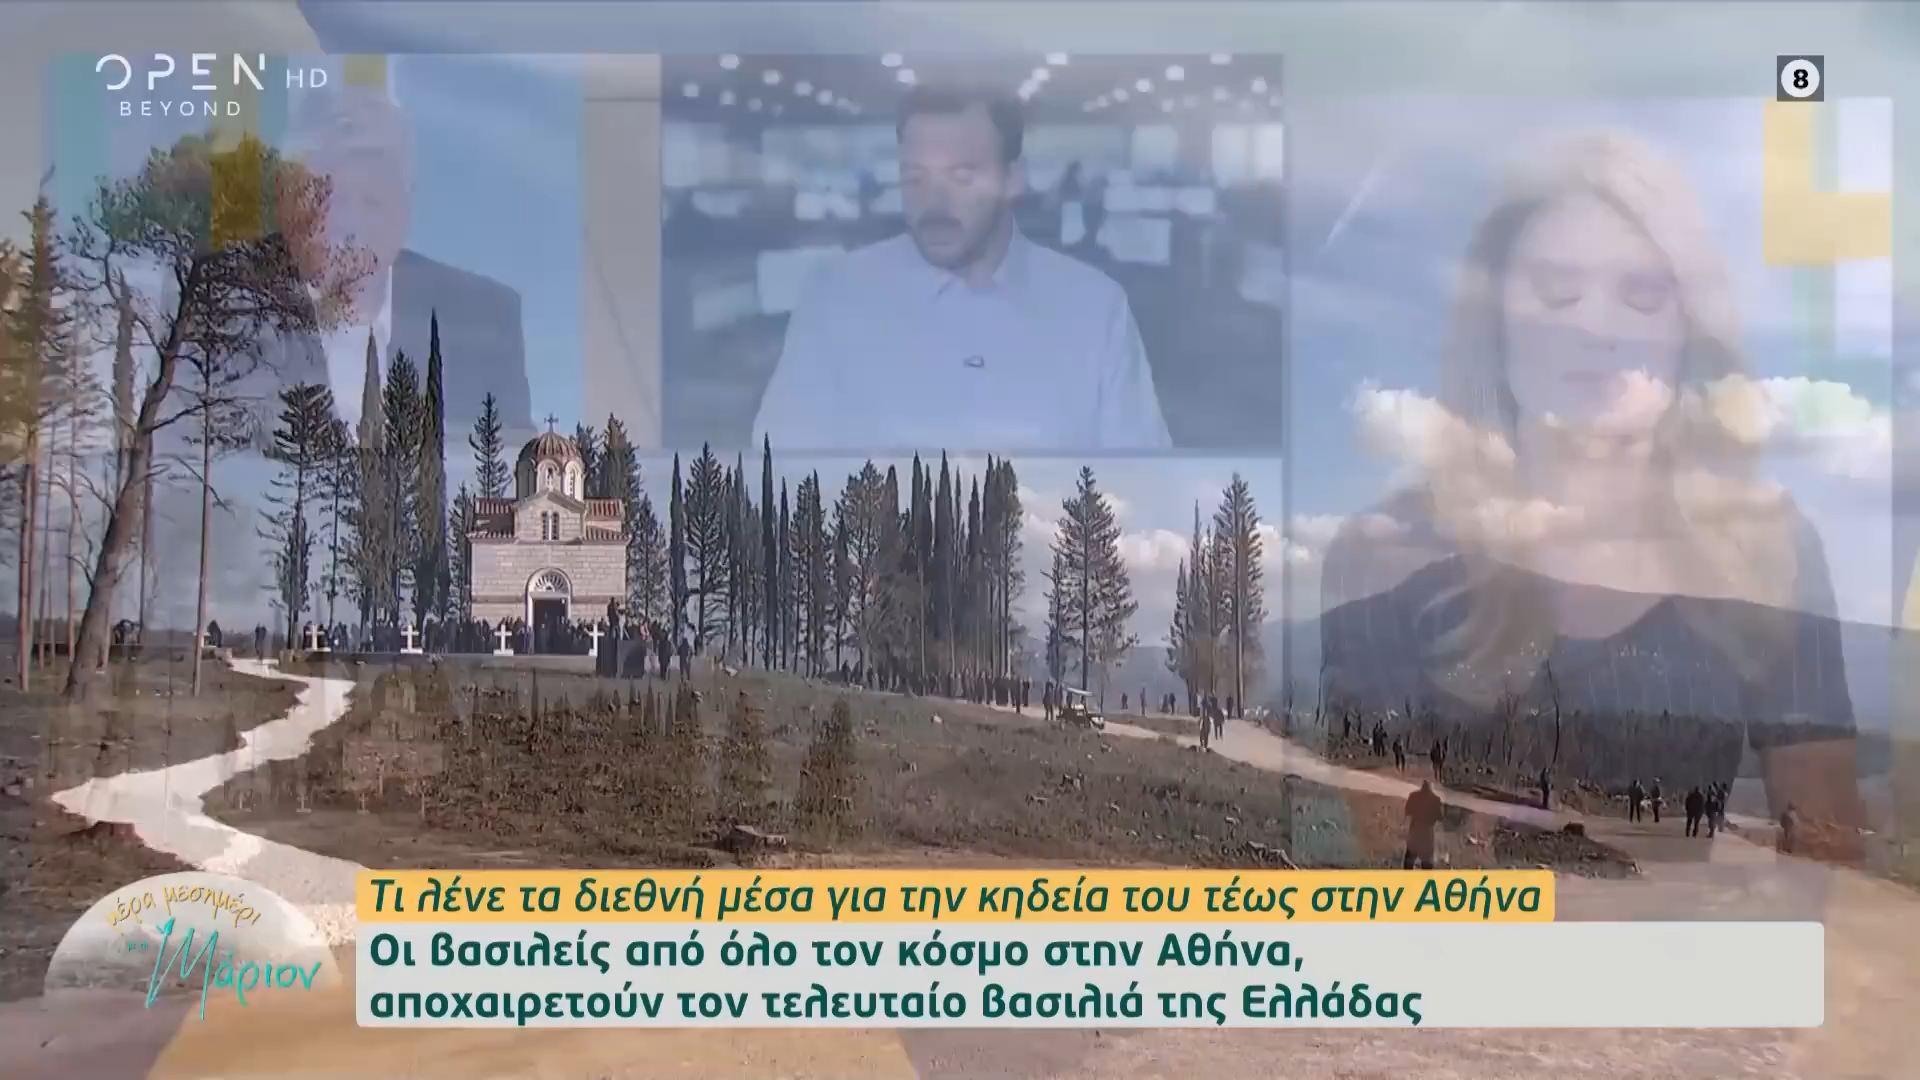 OPEN HD
BEYOND
8
Τι λένε τα διεθνή μέσα για την κηδεία του τέως στην Αθήνα
μέρα μεσημέρι
με τη
Μάριον
Οι βασιλείς από όλο τον κόσμο στην Αθήνα,
αποχαιρετούν τον τελευταίο βασιλιά της Ελλάδας